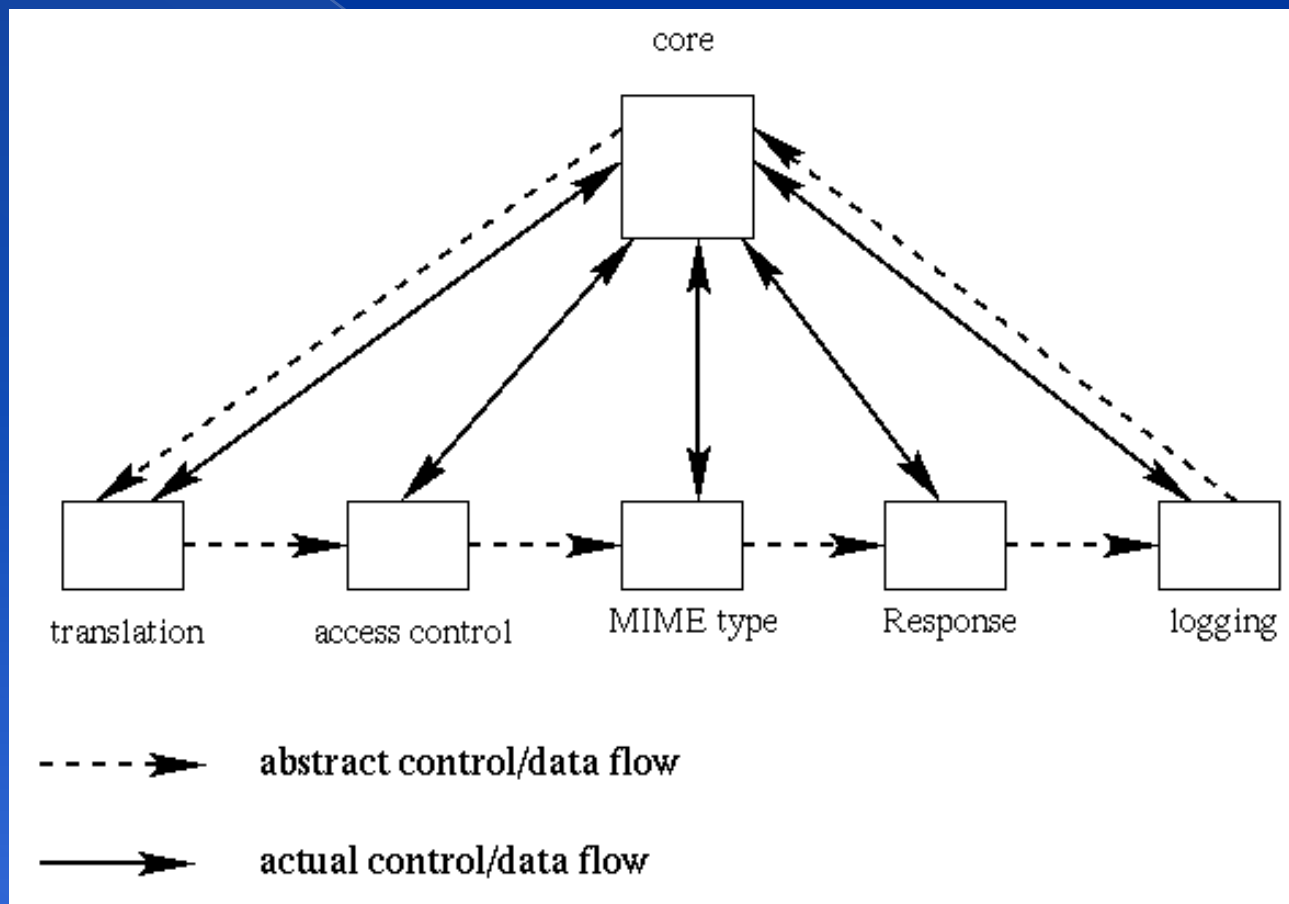 core
translation
access control
MIME type
Response
logging
abstract control/data flow
actual control/data flow